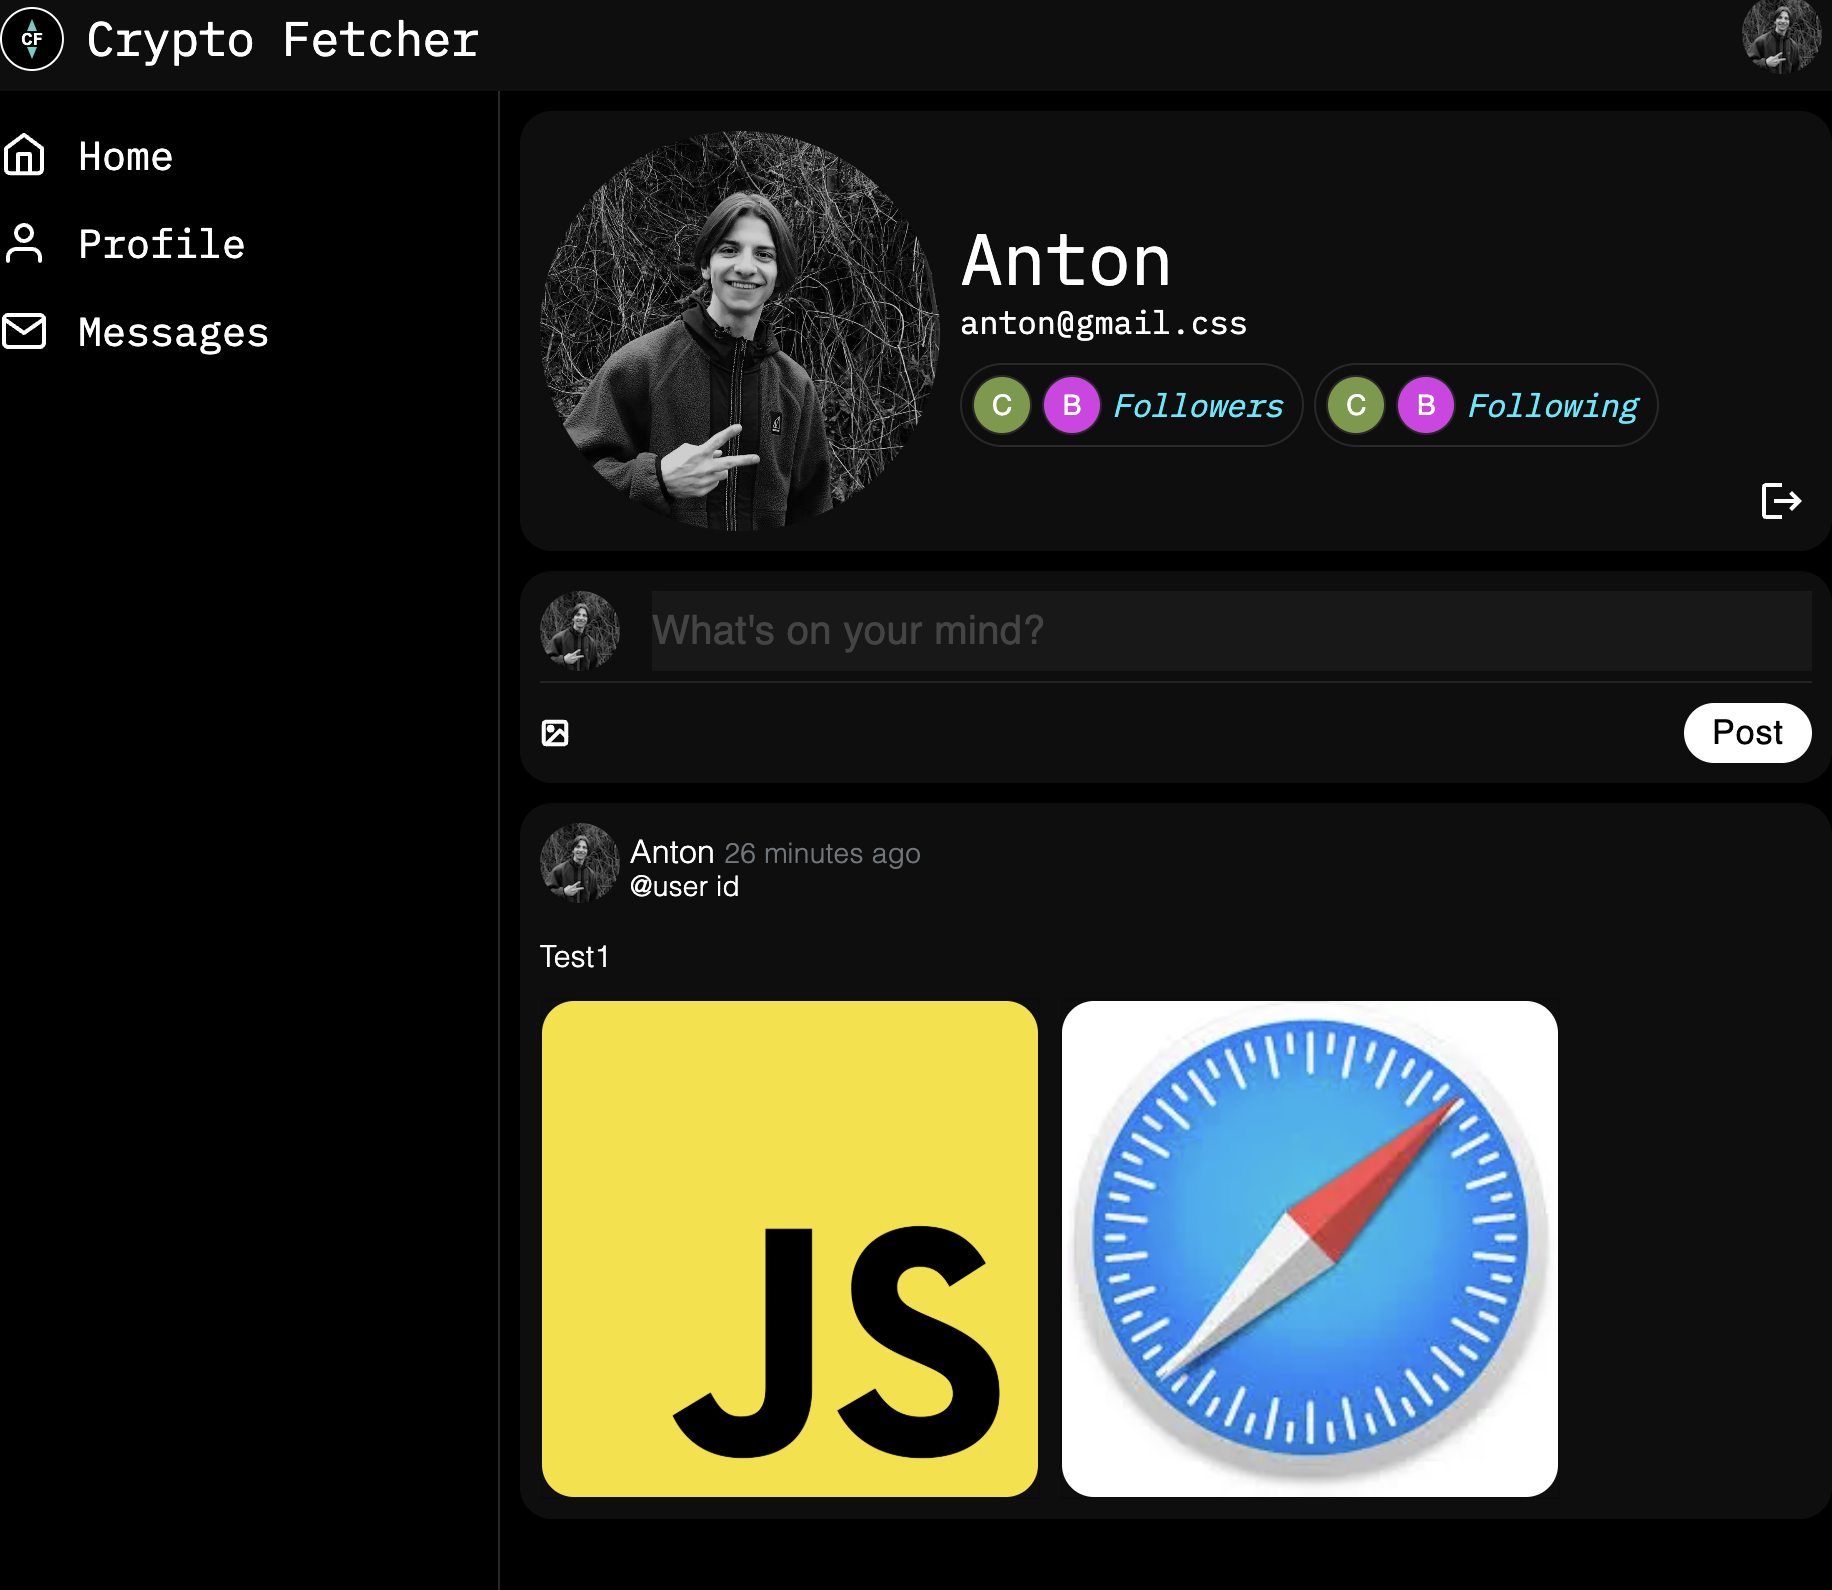 CF Crypto Fetcher
Home
Profile
Messages
Anton
anton@gmail.css
C B Followers C B Following
What's on your mind?
Post
Anton 26 minutes ago
@user id
Test1
JS